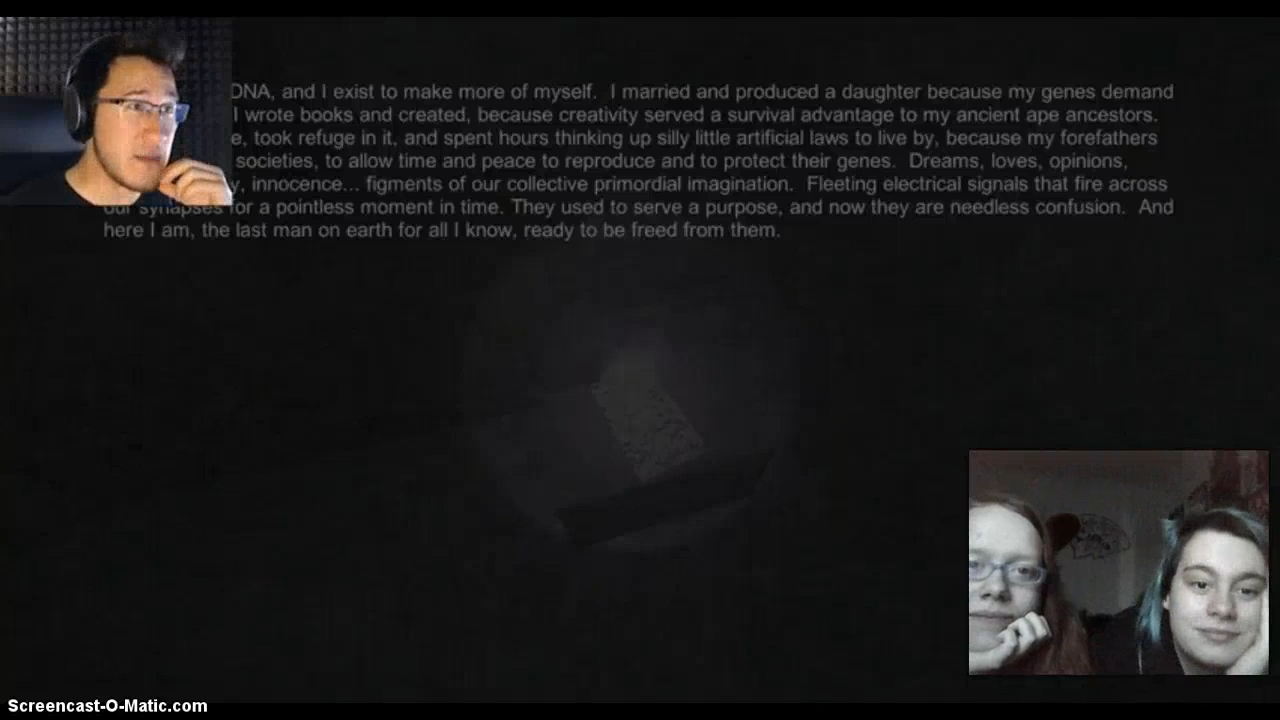 DNA, and I exist to make more of myself. I married and produced a daughter because my genes demand
I wrote books and created, because creativity served a survival advantage to my ancient ape ancestors.
e, took refuge in it, and spent hours thinking up silly little artificial laws to live by, because my forefathers
societies, to allow time and peace to reproduce and to protect their genes. Dreams, loves, opinions,
y, innocence... figments of our collective primordial imagination. Fleeting electrical signals that fire across
our synapses for a pointless moment in time. They used to serve a purpose, and now they are needless confusion. And
here I am, the last man on earth for all I know, ready to be freed from them.
Screencast-O-Matic.com